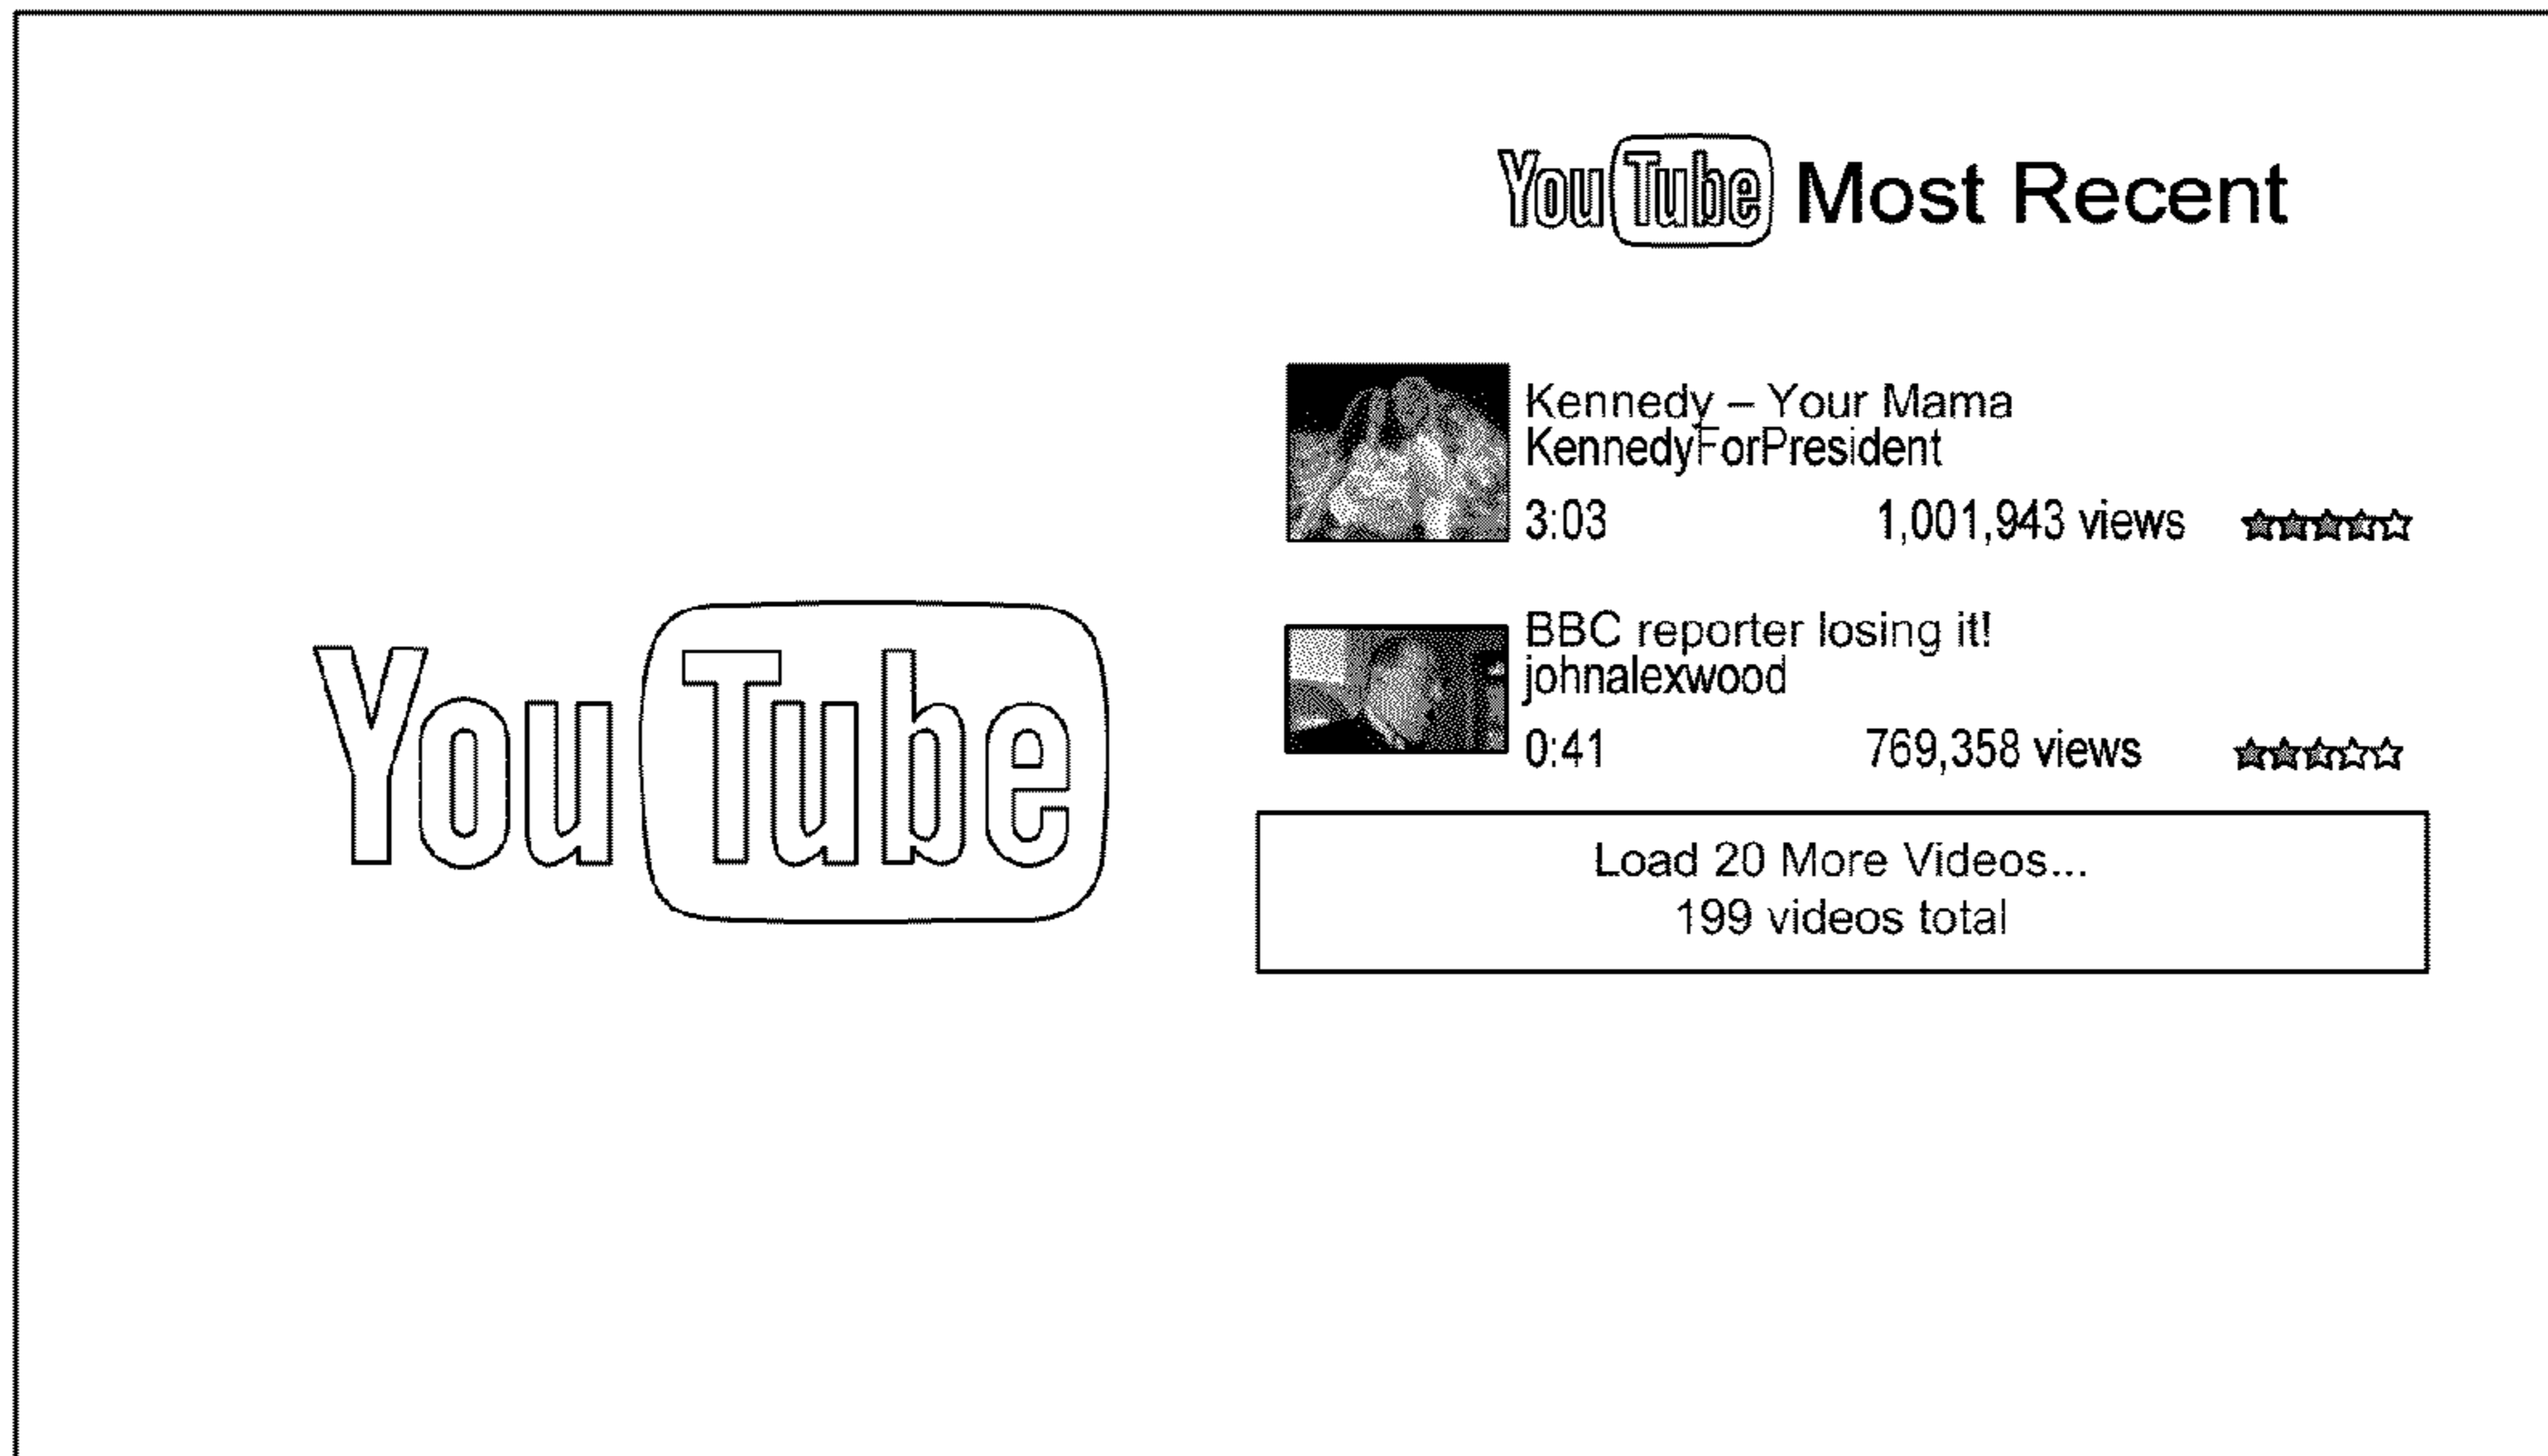 YouTube
YouTube Most Recent
Kennedy – Your Mama
KennedyForPresident
3:03 1,001,943 views
BBC reporter losing it!
johnalexwood
0:41 769,358 views
Load 20 More Videos...
199 videos total